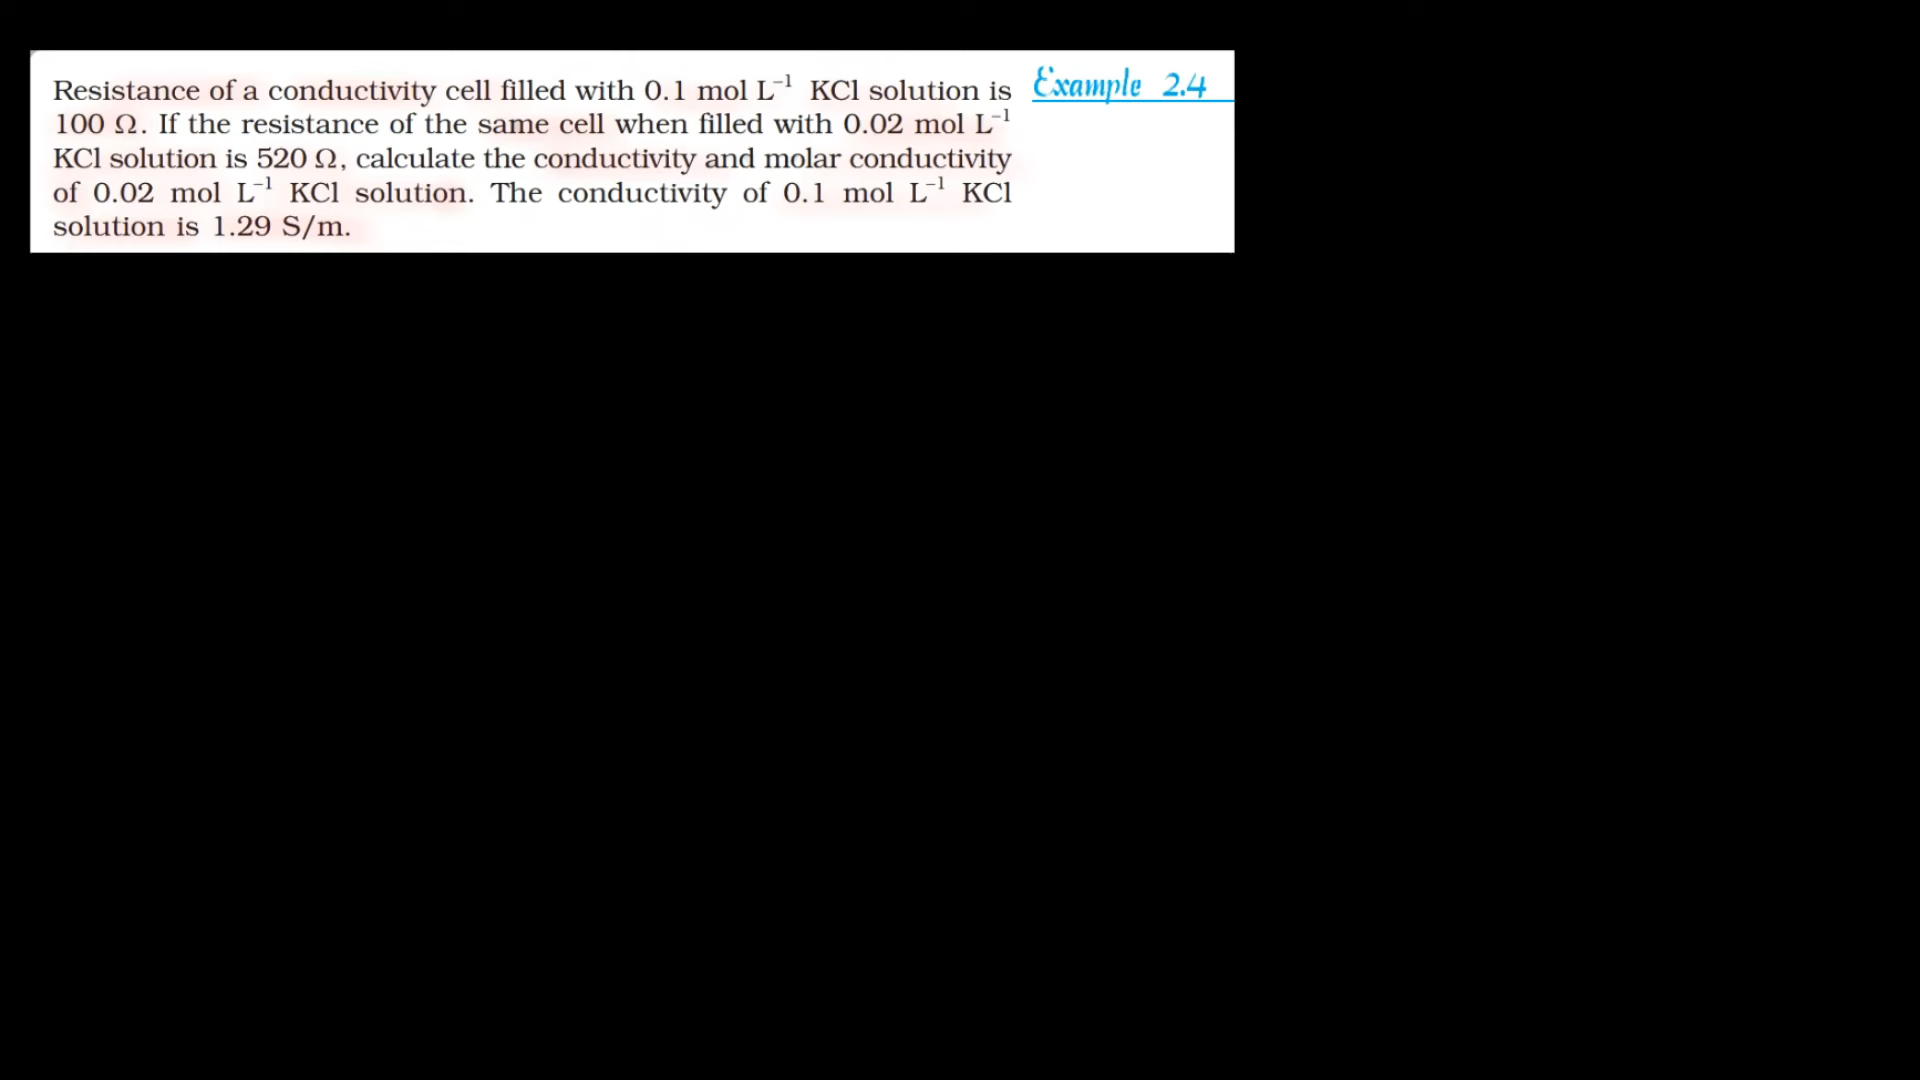 Resistance of a conductivity cell filled with 0.1 mol L⁻¹ KCl solution is
Example 2.4
100 Ω. If the resistance of the same cell when filled with 0.02 mol L⁻¹
KCl solution is 520 Ω, calculate the conductivity and molar conductivity
of 0.02 mol L⁻¹ KCl solution. The conductivity of 0.1 mol L⁻¹ KCl
solution is 1.29 S/m.